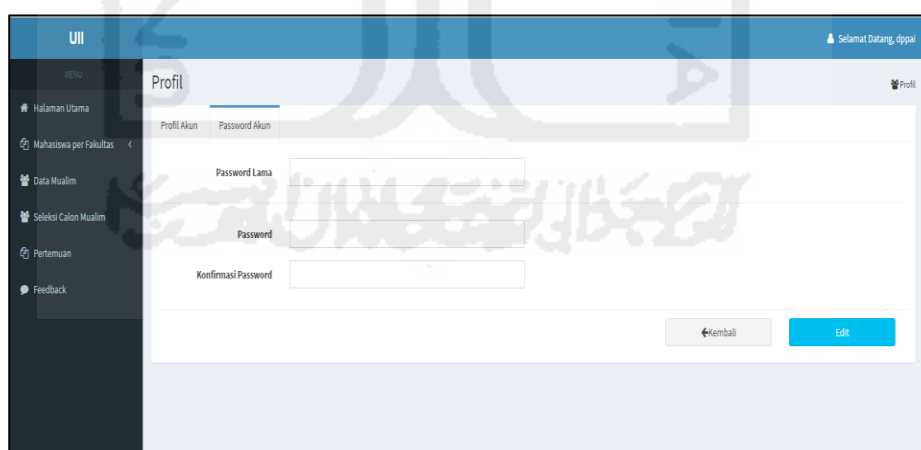 UII
Selamat Datang, dppai
MENU
Profil
Profil
Halaman Utama
Profil Akun
Password Akun
Mahasiswa per Fakultas
Password Lama
Data Mualim
Seleksi Calon Mualim
Password
Pertemuan
Konfirmasi Password
Feedback
Kembali
Edit